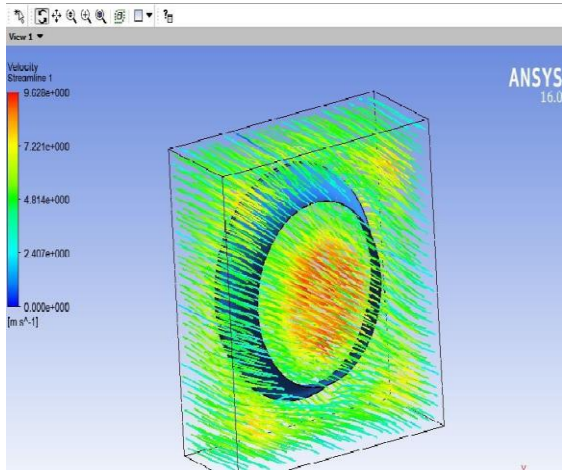 View 1
Velocity
Streamline 1
9.628e+000
7.221e+000
4.814e+000
2.407e+000
0.000e+000
[m s^-1]
ANSYS
16.0